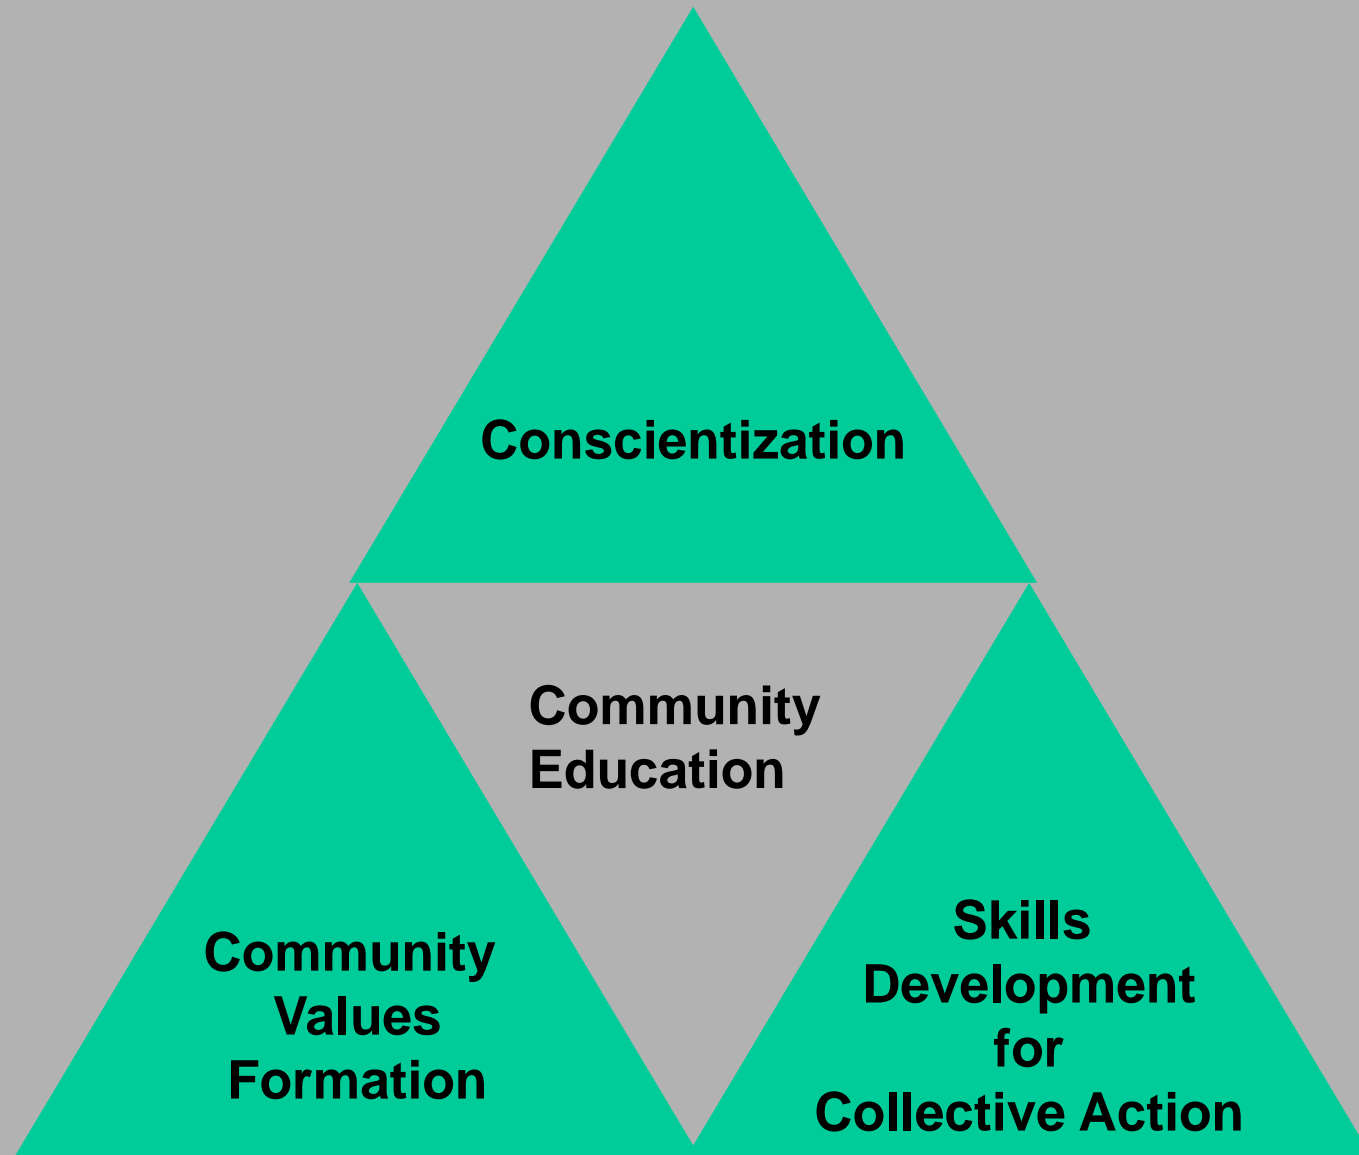 Conscientization
Community
Education
Community
Values
Formation
Skills
Development
for
Collective Action